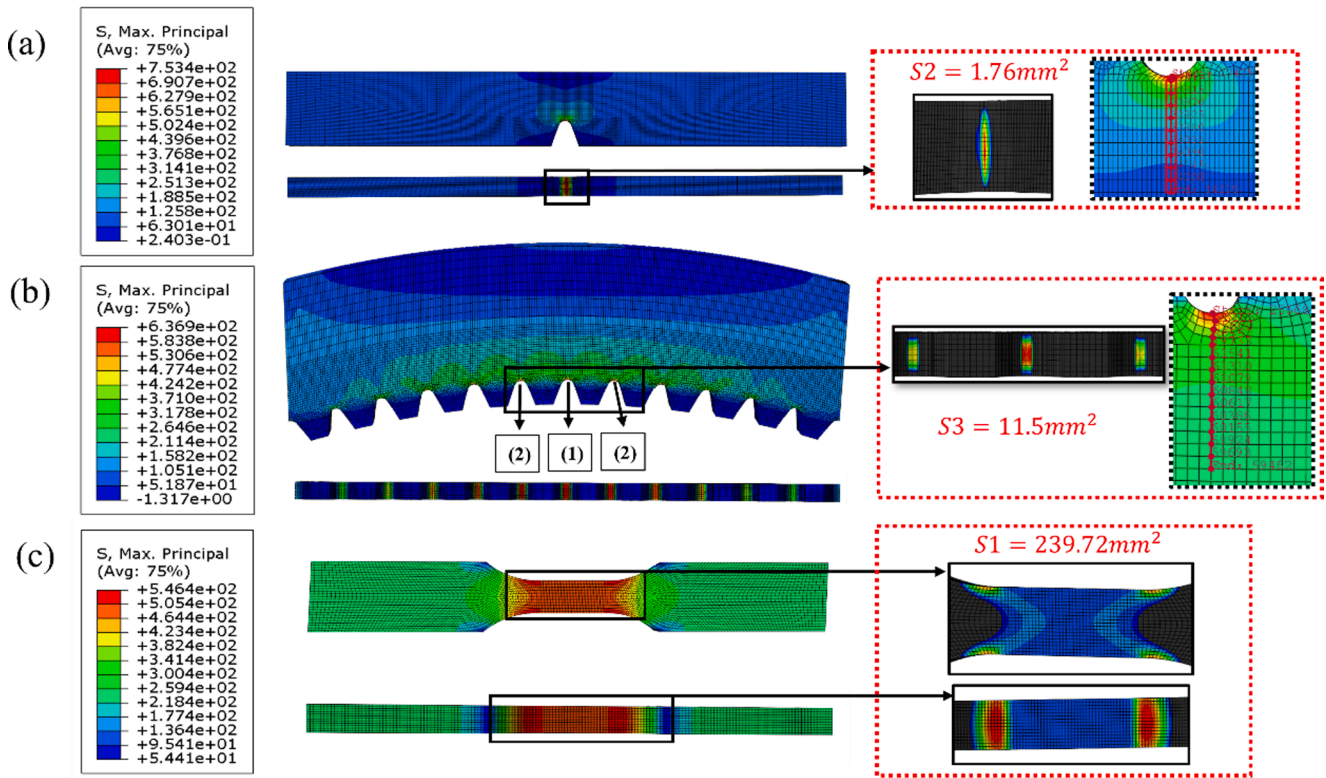 (a)
S, Max. Principal
(Avg: 75%)
+7.534e+02
+6.907e+02
+6.279e+02
+5.651e+02
+5.024e+02
+4.396e+02
+3.768e+02
+3.141e+02
+2.513e+02
+1.885e+02
+1.258e+02
+6.301e+01
+2.403e-01
S2 = 1.76mm²
(b)
S, Max. Principal
(Avg: 75%)
+6.369e+02
+5.838e+02
+5.306e+02
+4.774e+02
+4.242e+02
+3.710e+02
+3.178e+02
+2.646e+02
+2.114e+02
+1.582e+02
+1.051e+02
+5.187e+01
-1.317e+00
(2)
(1)
(2)
S3 = 11.5mm²
(c)
S, Max. Principal
(Avg: 75%)
+5.464e+02
+5.054e+02
+4.644e+02
+4.234e+02
+3.824e+02
+3.414e+02
+3.004e+02
+2.594e+02
+2.184e+02
+1.774e+02
+1.364e+02
+9.541e+01
+5.441e+01
S1 = 239.72mm²